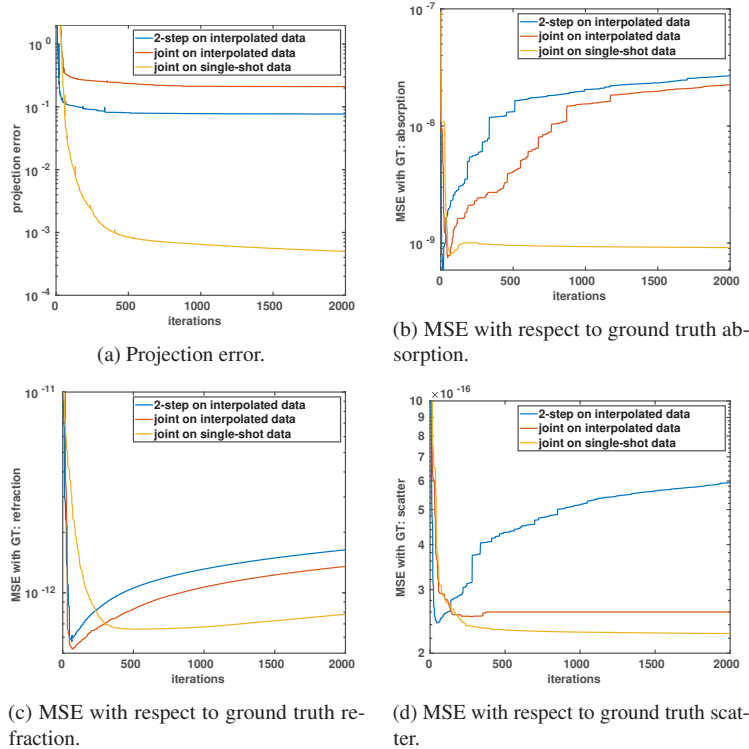 2-step on interpolated data
joint on interpolated data
joint on single-shot data
10^0
10^-1
10^-2
10^-3
10^-4
projection error
0 500 1000 1500 2000
iterations
(a) Projection error.
10^-7
2-step on interpolated data
joint on interpolated data
joint on single-shot data
10^-8
10^-9
MSE with GT: absorption
0 500 1000 1500 2000
iterations
(b) MSE with respect to ground truth ab-
sorption.
10^-11
2-step on interpolated data
joint on interpolated data
joint on single-shot data
10^-12
MSE with GT: refraction
0 500 1000 1500 2000
iterations
(c) MSE with respect to ground truth re-
fraction.
× 10^-16
10
2-step on interpolated data
joint on interpolated data
joint on single-shot data
9
8
7
6
5
4
3
2
MSE with GT: scatter
0 500 1000 1500 2000
iterations
(d) MSE with respect to ground truth scat-
ter.